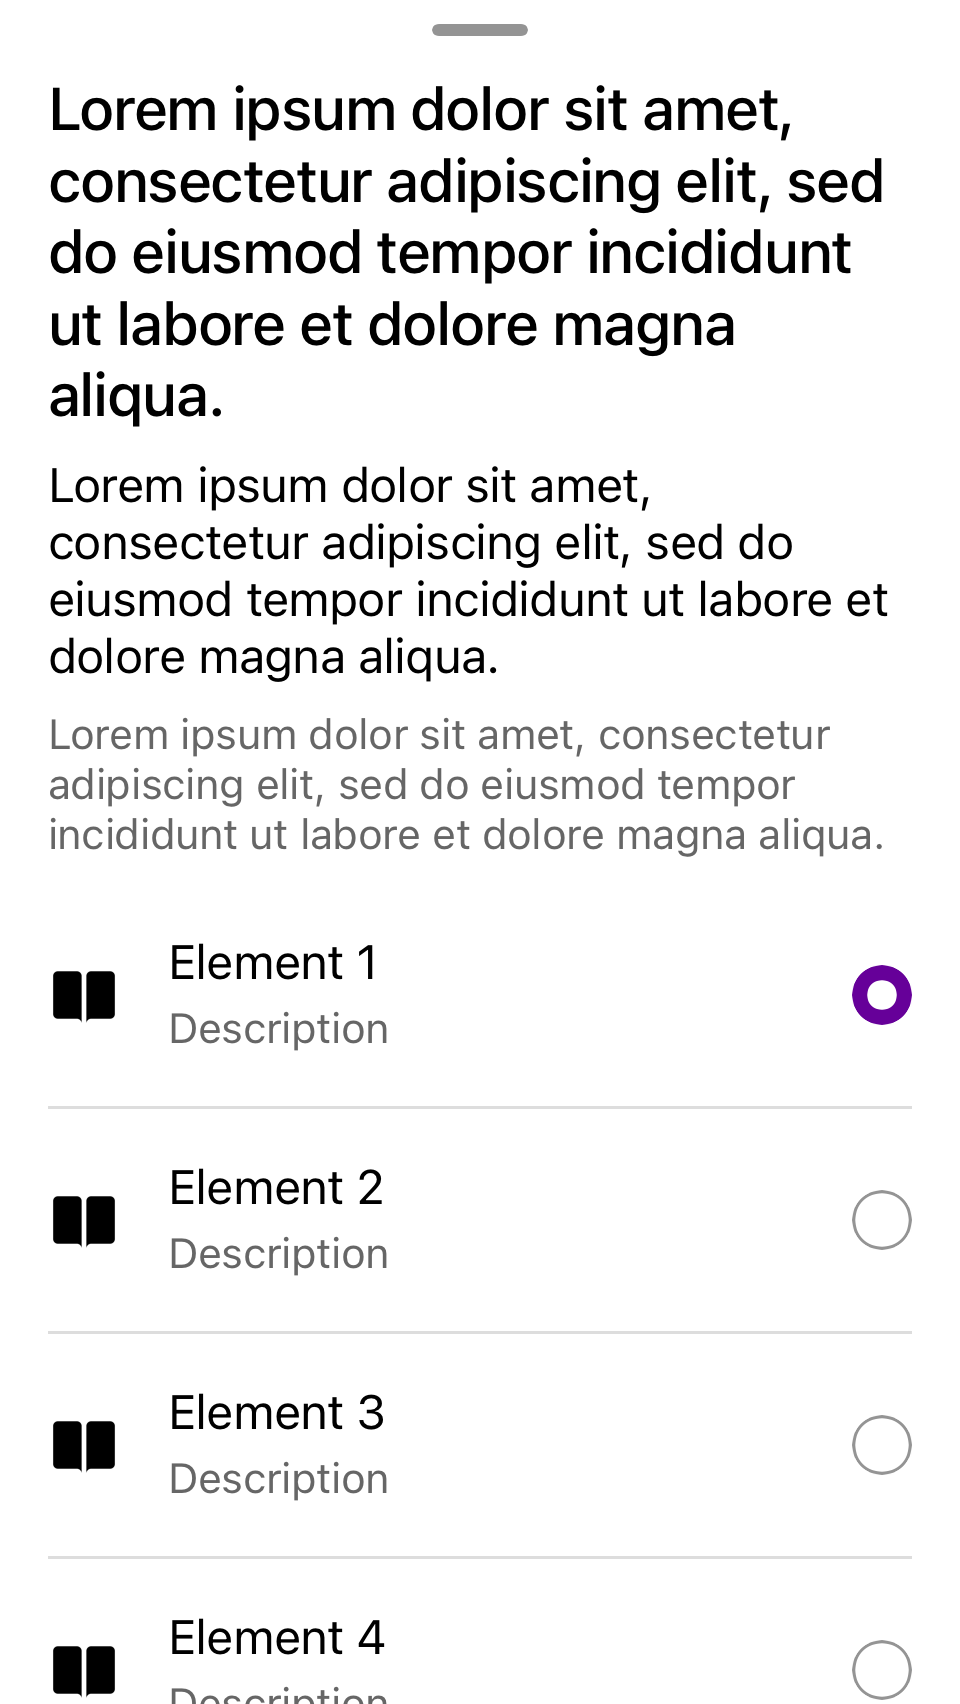 Lorem ipsum dolor sit amet,
consectetur adipiscing elit, sed
do eiusmod tempor incididunt
ut labore et dolore magna
aliqua.
Lorem ipsum dolor sit amet,
consectetur adipiscing elit, sed do
eiusmod tempor incididunt ut labore et
dolore magna aliqua.
Lorem ipsum dolor sit amet, consectetur
adipiscing elit, sed do eiusmod tempor
incididunt ut labore et dolore magna aliqua.
Element 1
Description
Element 2
Description
Element 3
Description
Element 4
Description